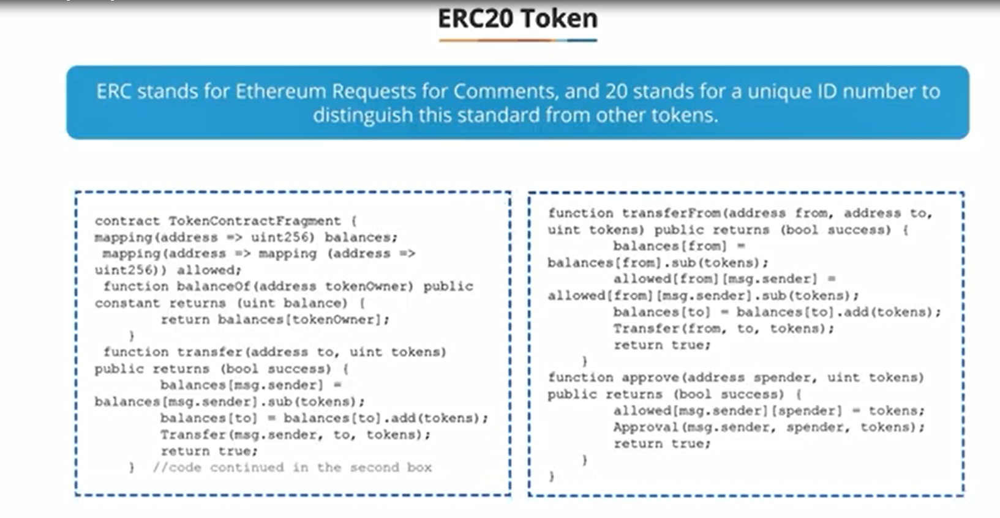 ERC20 Token
ERC stands for Ethereum Requests for Comments, and 20 stands for a unique ID number to
distinguish this standard from other tokens.
contract TokenContractFragment {
mapping(address => uint256) balances;
mapping(address => mapping (address =>
uint256)) allowed;
function balanceOf(address tokenOwner) public
constant returns (uint balance) {
return balances[tokenOwner];
}
function transfer(address to, uint tokens)
public returns (bool success) {
balances[msg.sender] =
balances[msg.sender].sub(tokens);
balances[to] = balances[to].add(tokens);
Transfer(msg.sender, to, tokens);
return true;
} //code continued in the second box
function transferFrom(address from, address to,
uint tokens) public returns (bool success) {
balances[from] =
balances[from].sub(tokens);
allowed[from][msg.sender] =
allowed[from][msg.sender].sub(tokens);
balances[to] = balances[to].add(tokens);
Transfer(from, to, tokens);
return true;
}
function approve(address spender, uint tokens)
public returns (bool success) {
allowed[msg.sender][spender] = tokens;
Approval(msg.sender, spender, tokens);
return true;
}
}